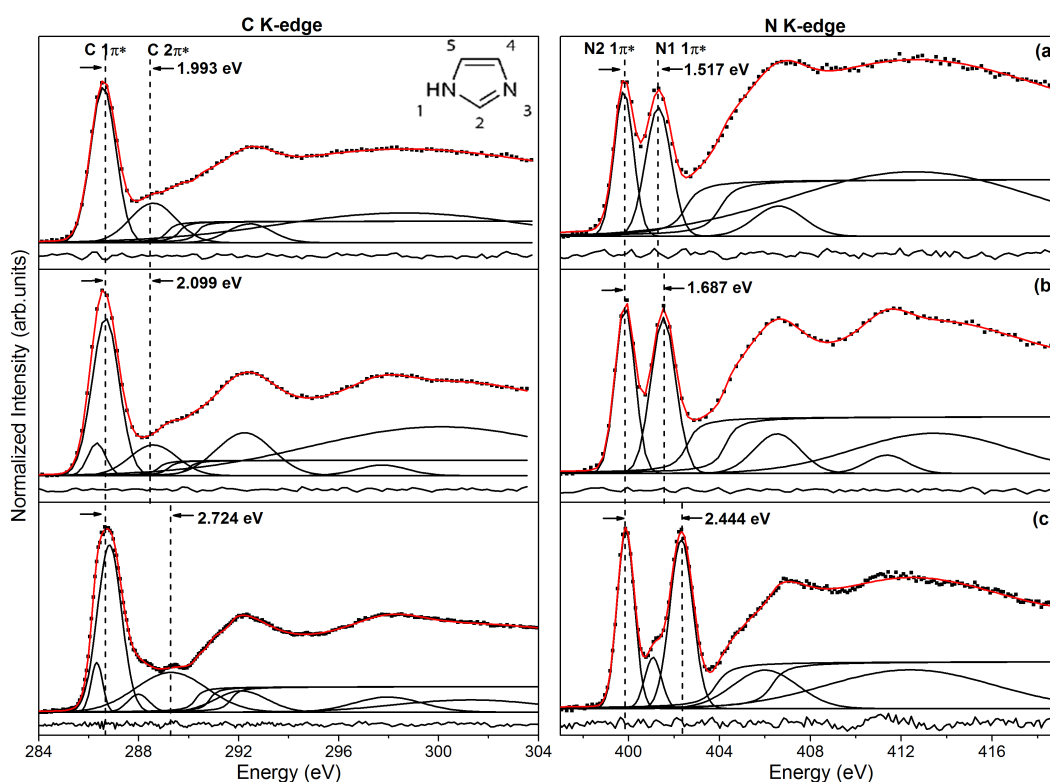 C K-edge
N K-edge
C 1π* C 2π*
1.993 eV
5 4
HN N
1 3
2
N2 1π* N1 1π*
1.517 eV
(a
2.099 eV
1.687 eV
(b)
2.724 eV
2.444 eV
(c
Normalized Intensity (arb.units)
284 288 292 296 300 304
400 404 408 412 416
Energy (eV)
Energy (eV)